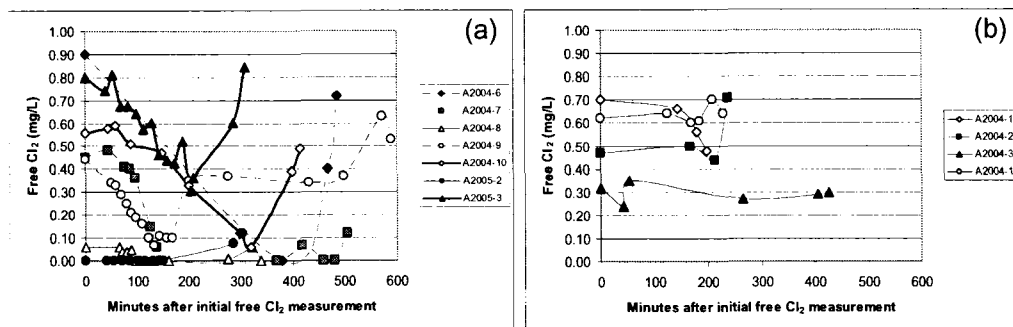 (a)
1.00
0.90
0.80
0.70
0.60
0.50
0.40
0.30
0.20
0.10
0.00
Free Cl₂ (mg/L)
0 100 200 300 400 500 600
Minutes after initial free Cl₂ measurement
A2004-6
A2004-7
A2004-8
A2004-9
A2004-10
A2005-2
A2005-3
(b)
1.00
0.90
0.80
0.70
0.60
0.50
0.40
0.30
0.20
0.10
0.00
Free Cl₂ (mg/L)
0 100 200 300 400 500 600
Minutes after initial free Cl₂ measurement
A2004-1
A2004-2
A2004-3
A2004-1